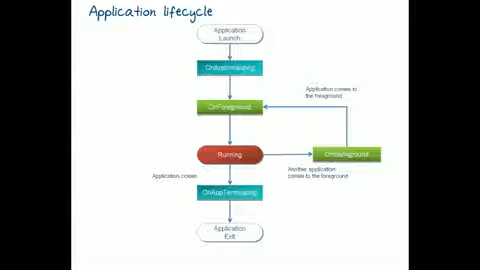 Application lifecycle
Application
Launch
OnAppInitializing
Application comes to
the foreground
OnForeground
Running
OnBackground
Application closes
Another application
comes to the foreground
OnAppTerminating
Application
Exit